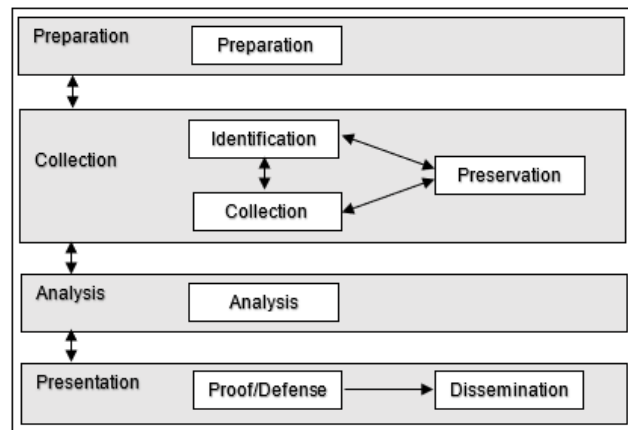 Preparation
Preparation
Identification
Collection
Preservation
Collection
Analysis
Analysis
Presentation
Proof/Defense
Dissemination